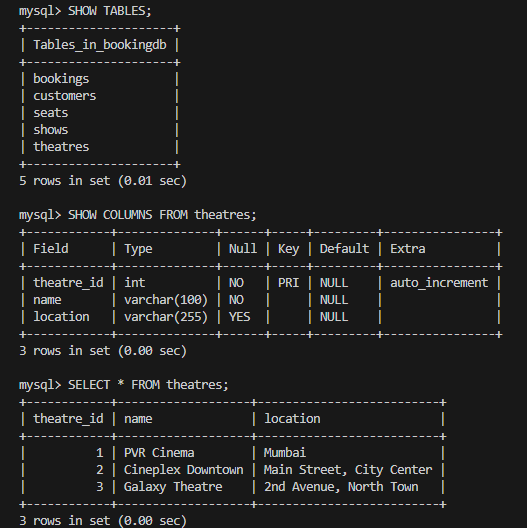 mysql> SHOW TABLES;
+---------------------+
| Tables_in_bookingdb |
+---------------------+
| bookings            |
| customers           |
| seats               |
| shows               |
| theatres            |
+---------------------+
5 rows in set (0.01 sec)
mysql> SHOW COLUMNS FROM theatres;
+------------+--------------+------+-----+---------+----------------+
| Field      | Type         | Null | Key | Default | Extra          |
+------------+--------------+------+-----+---------+----------------+
| theatre_id | int          | NO   | PRI | NULL    | auto_increment |
| name       | varchar(100) | NO   |     | NULL    |                |
| location   | varchar(255) | YES  |     | NULL    |                |
+------------+--------------+------+-----+---------+----------------+
3 rows in set (0.00 sec)
mysql> SELECT * FROM theatres;
+------------+-------------------+--------------------------+
| theatre_id | name              | location                 |
+------------+-------------------+--------------------------+
|          1 | PVR Cinema        | Mumbai                   |
|          2 | Cineplex Downtown | Main Street, City Center |
|          3 | Galaxy Theatre    | 2nd Avenue, North Town   |
+------------+-------------------+--------------------------+
3 rows in set (0.00 sec)